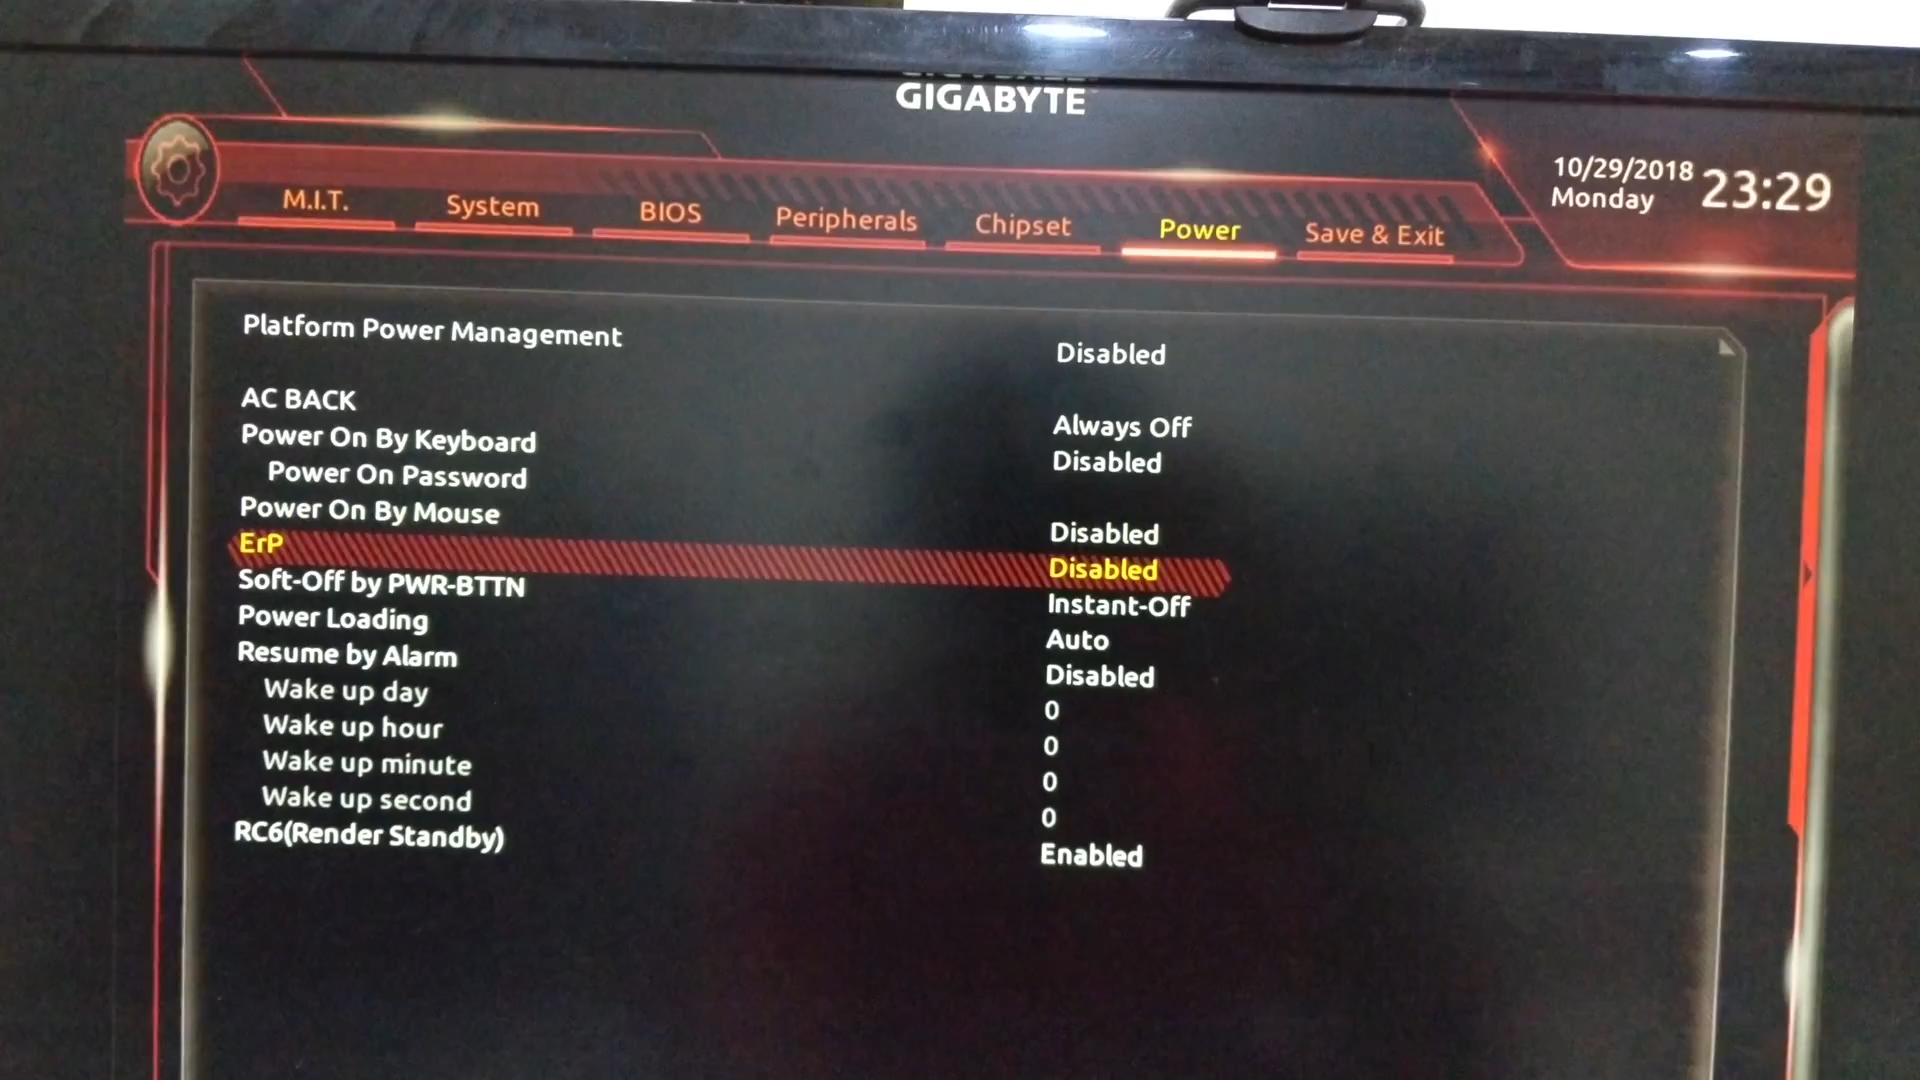 GIGABYTE
10/29/2018
Monday
23:29
M.I.T. System BIOS Peripherals Chipset Power Save & Exit
Platform Power Management Disabled
AC BACK Always Off
Power On By Keyboard Disabled
Power On Password
Power On By Mouse Disabled
ErP Disabled
Soft-Off by PWR-BTTN Instant-Off
Power Loading Auto
Resume by Alarm Disabled
Wake up day 0
Wake up hour 0
Wake up minute 0
Wake up second 0
RC6(Render Standby) Enabled